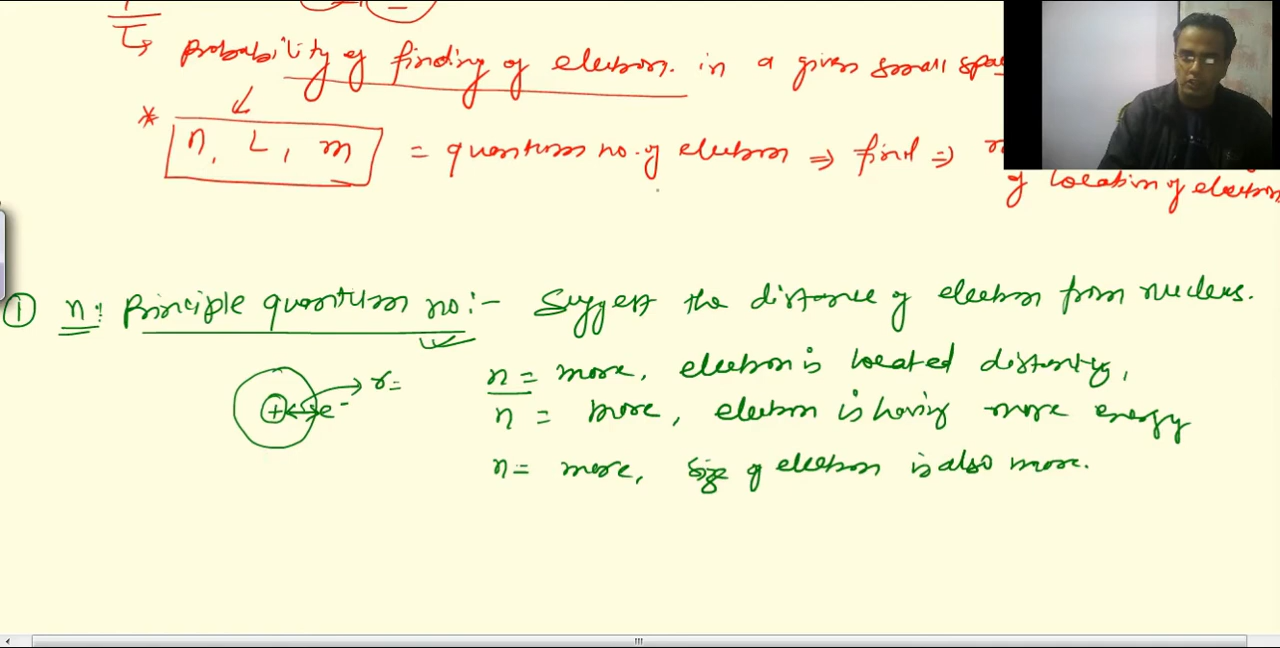 probability of finding of electron. in a given small spa
* n, L, m = quantum no. of electron ⇒ find ⇒
of location of electron
① n: Principle quantum no:- Suggest the distance of electron from nucleus.
r=
+ e-
n = more, electron is located distantly,
n = more, electron is having more energy
n = more, size of electron is also more.